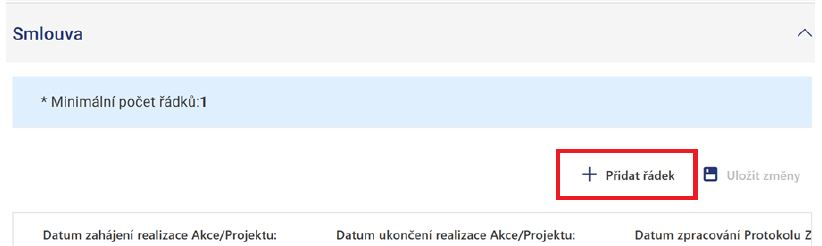 Smlouva
* Minimální počet řádků:1
Přidat řádek
Uložit změny
Datum zahájení realizace Akce/Projektu: Datum ukončení realizace Akce/Projektu: Datum zpracování Protokolu Z